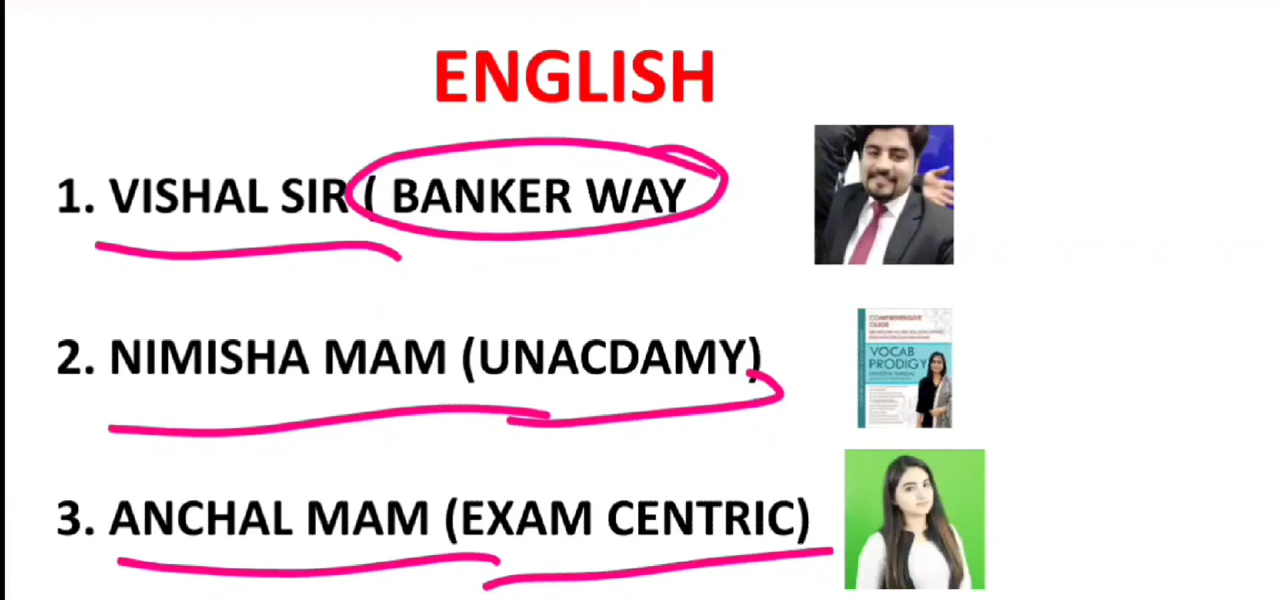 ENGLISH
1. VISHAL SIR ( BANKER WAY
2. NIMISHA MAM (UNACDAMY)
COMPREHENSIVE
GUIDE
VOCAB
PRODIGY
3. ANCHAL MAM (EXAM CENTRIC)